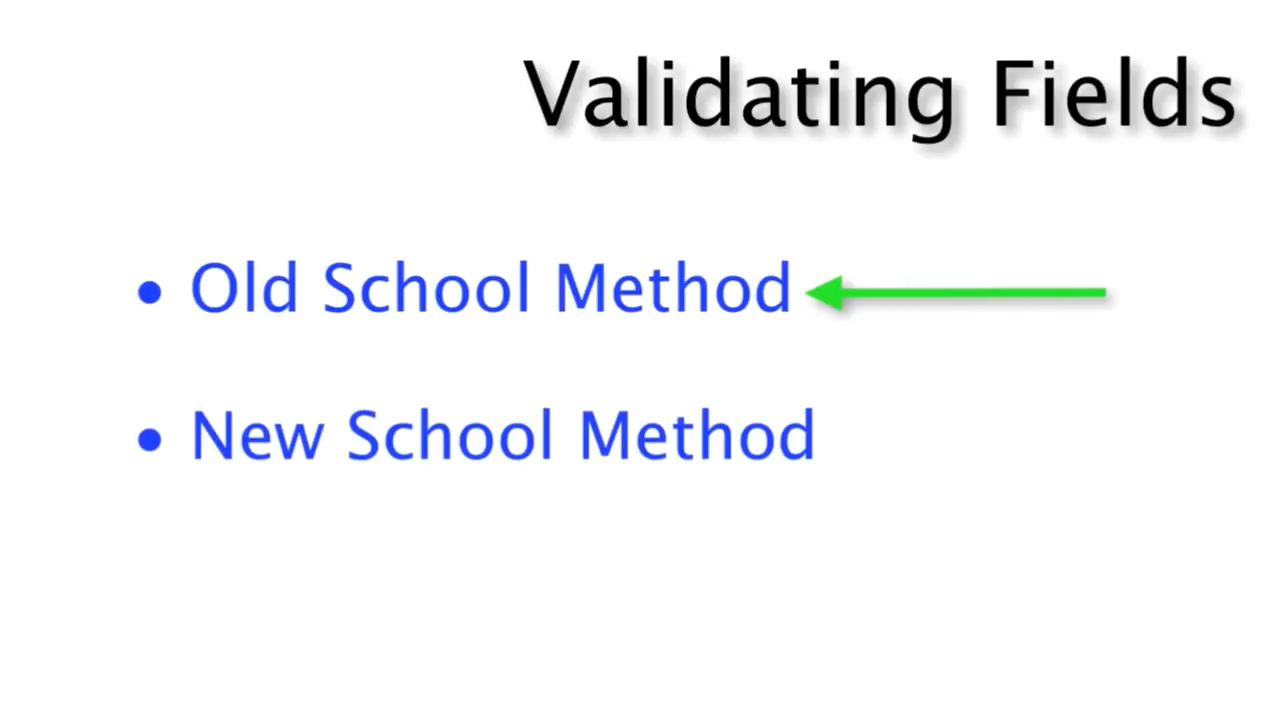 Validating Fields
• Old School Method
• New School Method